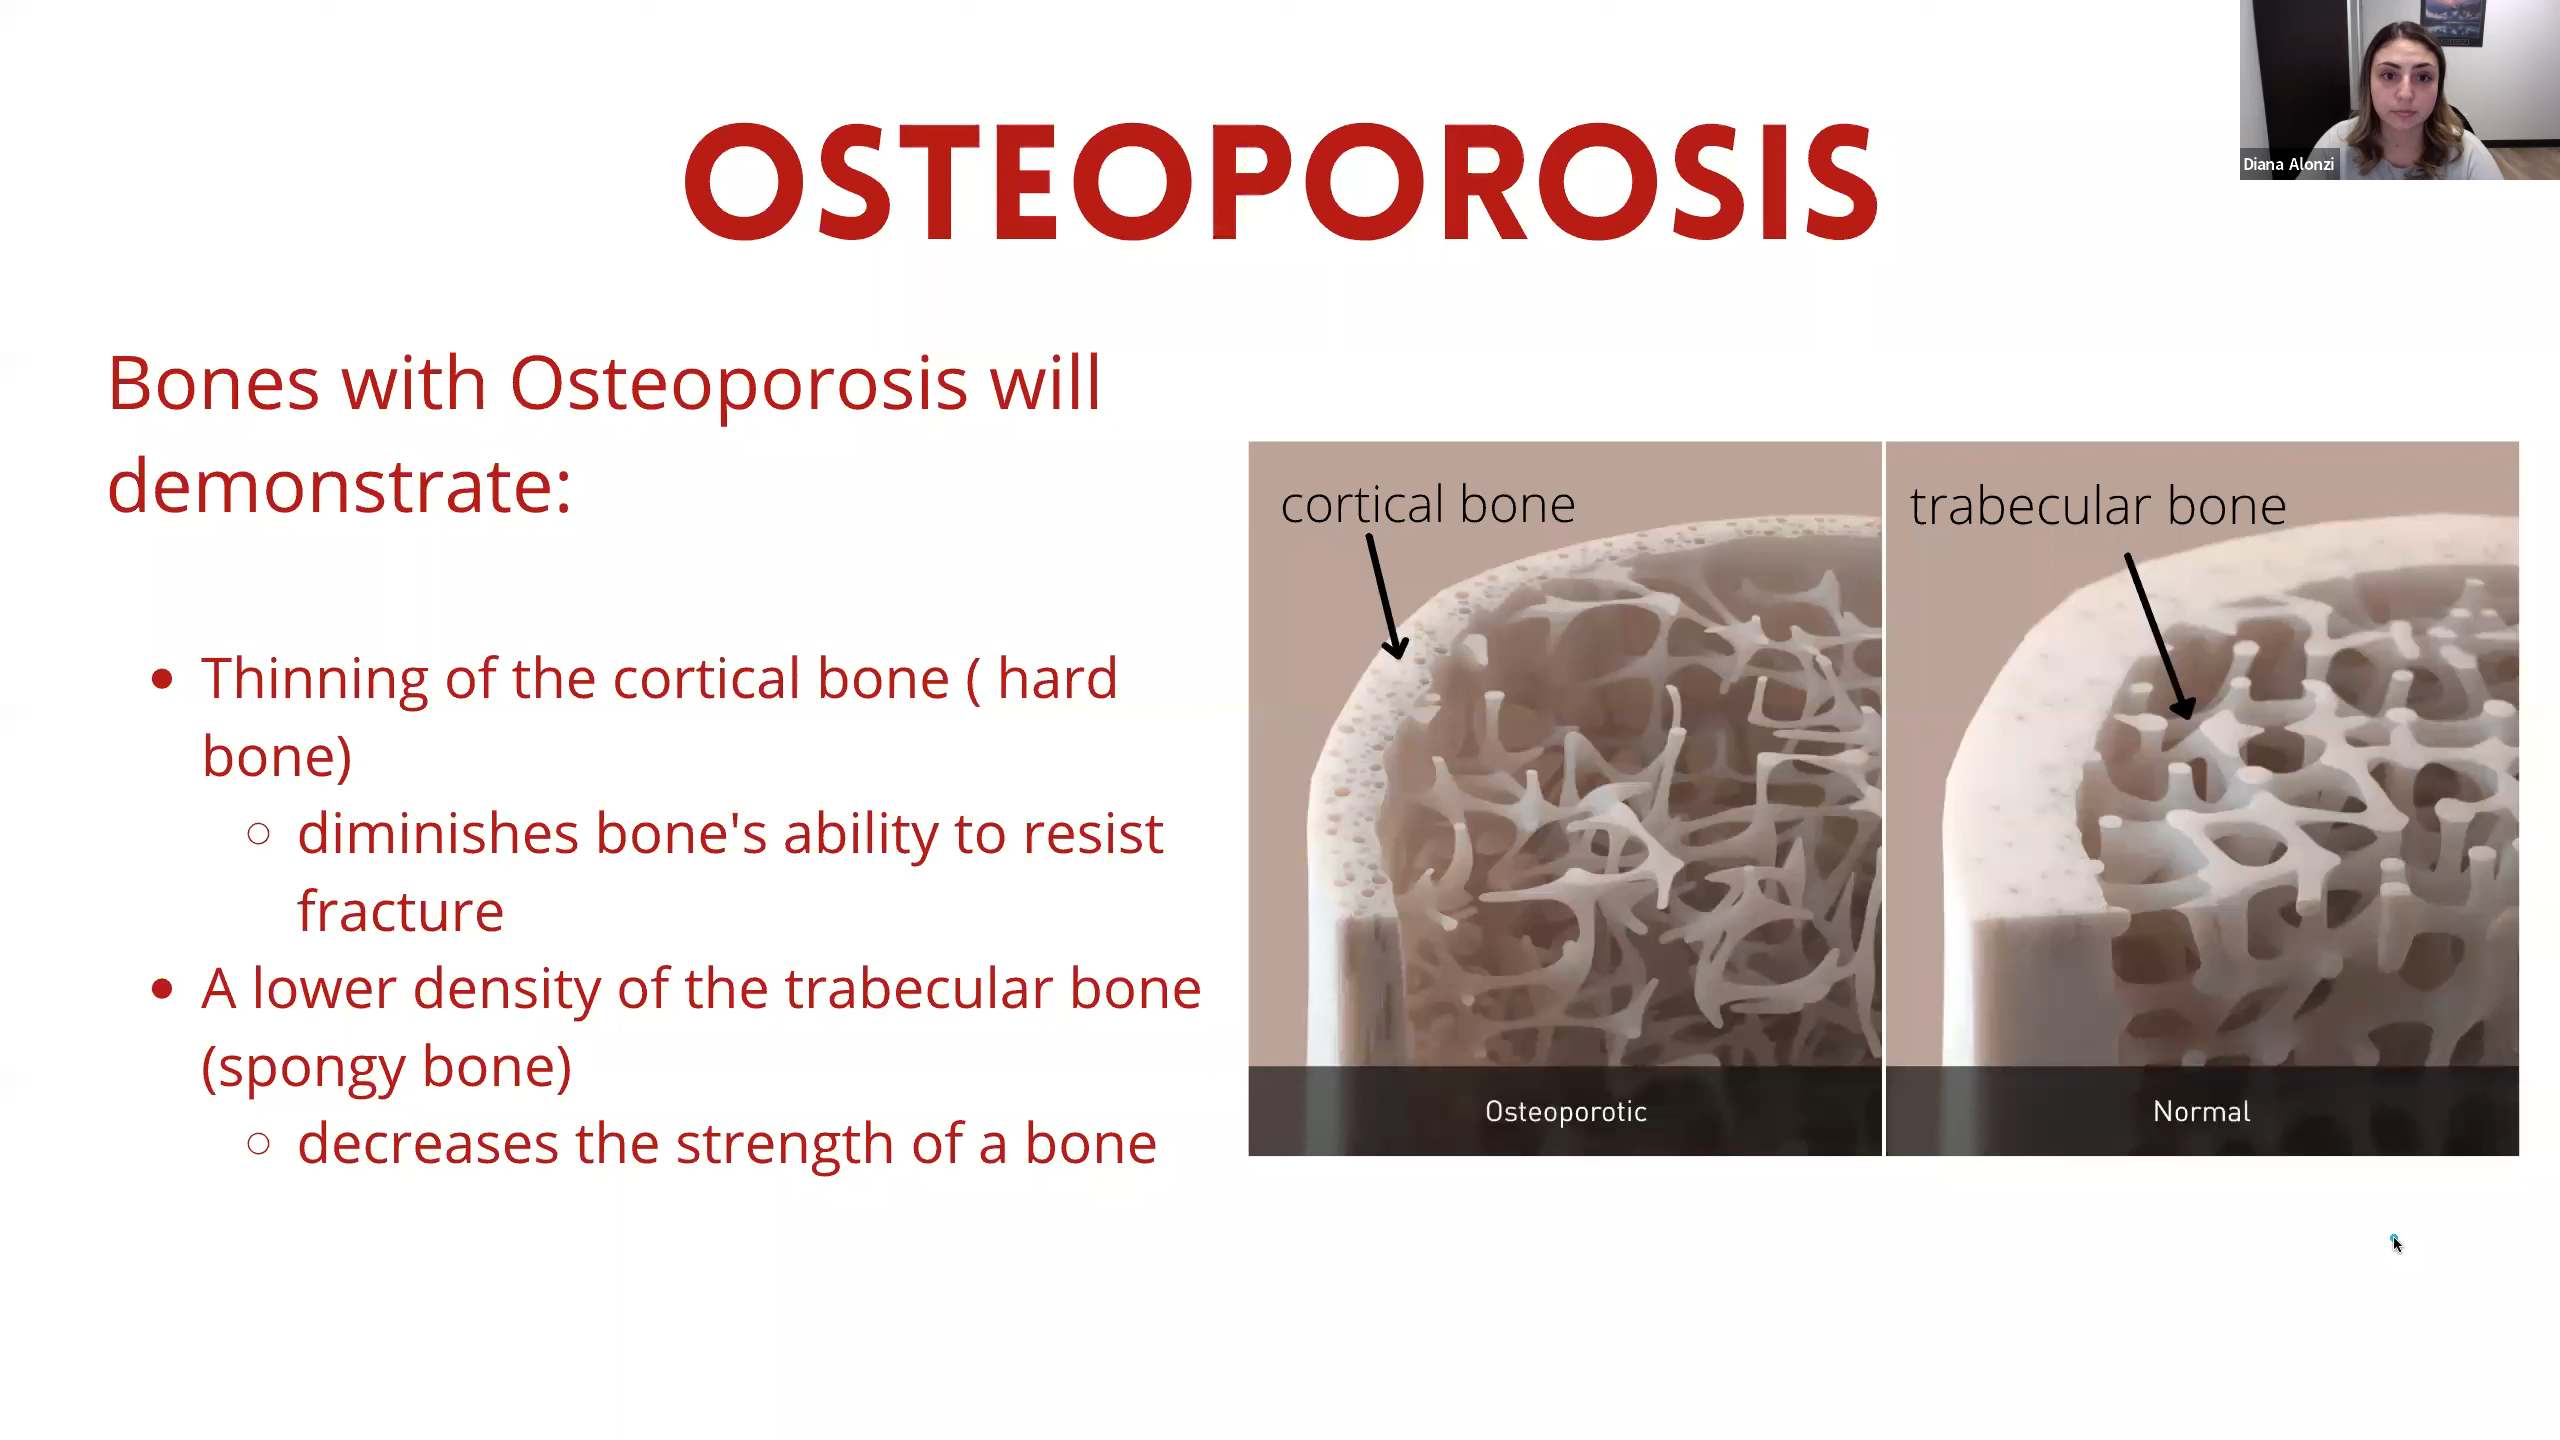 OSTEOPOROSIS
Diana Alonzi
Bones with Osteoporosis will
demonstrate:
• Thinning of the cortical bone ( hard
bone)
○ diminishes bone's ability to resist
fracture
• A lower density of the trabecular bone
(spongy bone)
○ decreases the strength of a bone
cortical bone
trabecular bone
Osteoporotic
Normal